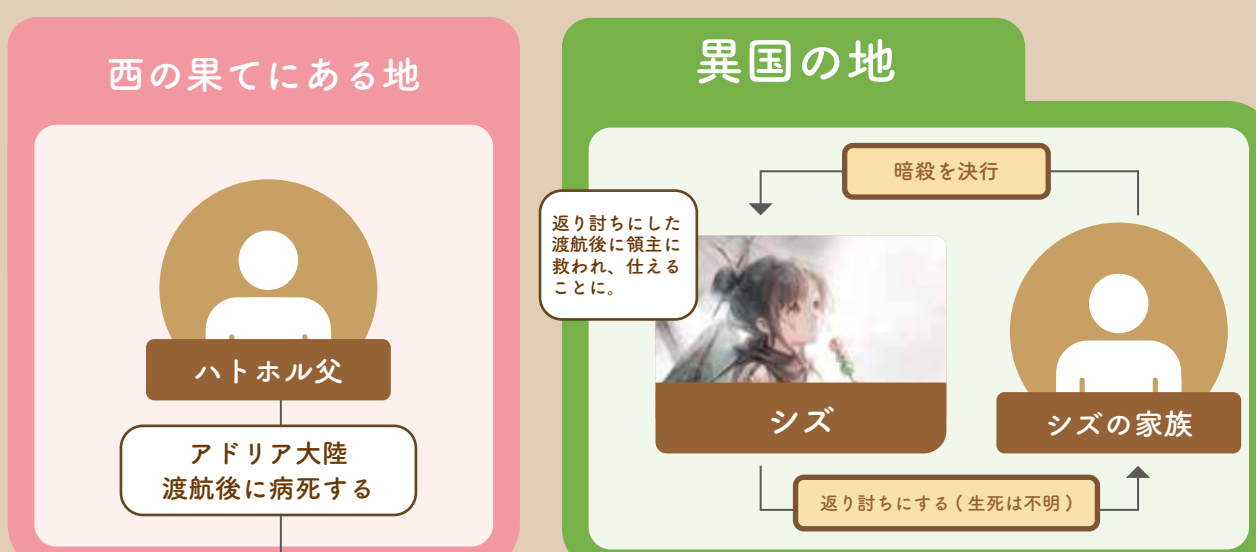 西の果てにある地
ハトホル父
アドリア大陸
渡航後に病死する
異国の地
暗殺を決行
返り討ちにした
渡航後に領主に
救われ、仕える
ことに。
シズ
シズの家族
返り討ちにする(生死は不明)